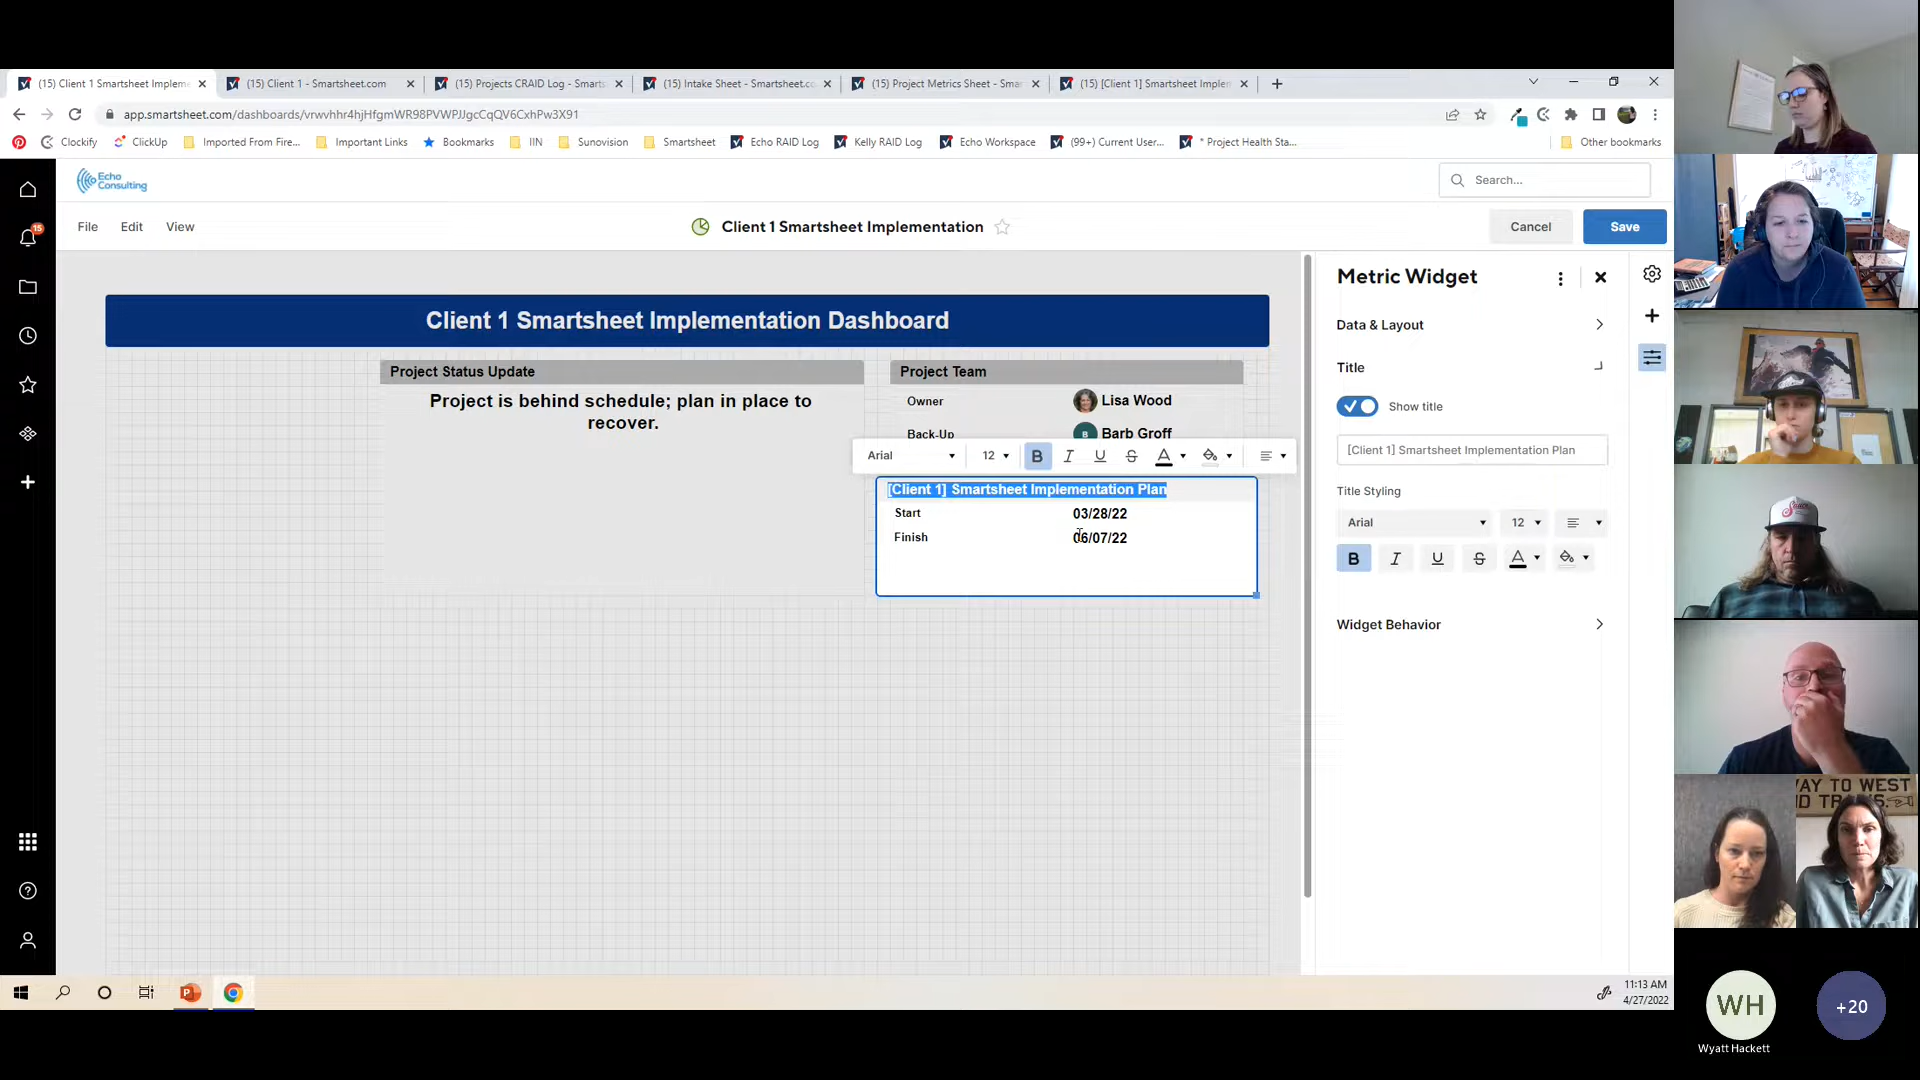 (15) Client 1 Smartsheet Impleme
(15) Client 1 - Smartsheet.com
(15) Projects CRAID Log - Smarts
(15) Intake Sheet - Smartsheet.co
(15) Project Metrics Sheet - Smar
(15) [Client 1] Smartsheet Implen
app.smartsheet.com/dashboards/vrwvhhr4hjHfgmWR98PVWPJJgcCqQV6CxhPw3X91
Clockify
ClickUp
Imported From Fire...
Important Links
Bookmarks
IIN
Sunovision
Smartsheet
Echo RAID Log
Kelly RAID Log
Echo Workspace
(99+) Current User...
* Project Health Sta...
Other bookmarks
Echo
Consulting
Search...
15
File
Edit
View
Client 1 Smartsheet Implementation
Cancel
Save
Client 1 Smartsheet Implementation Dashboard
Project Status Update
Project is behind schedule; plan in place to
recover.
Project Team
Owner
Lisa Wood
Back-Up
B
Barb Groff
Arial
12
B
I
U
S
A
[Client 1] Smartsheet Implementation Plan
Start
03/28/22
Finish
06/07/22
Metric Widget
Data & Layout
Title
Show title
[Client 1] Smartsheet Implementation Plan
Title Styling
Arial
12
B
I
U
S
A
Widget Behavior
11:13 AM
4/27/2022
WAY TO WEST
WH
Wyatt Hackett
+20